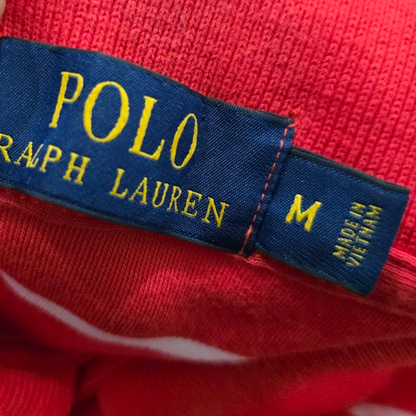 POLO
RALPH LAUREN
M
MADE IN
VIETNAM